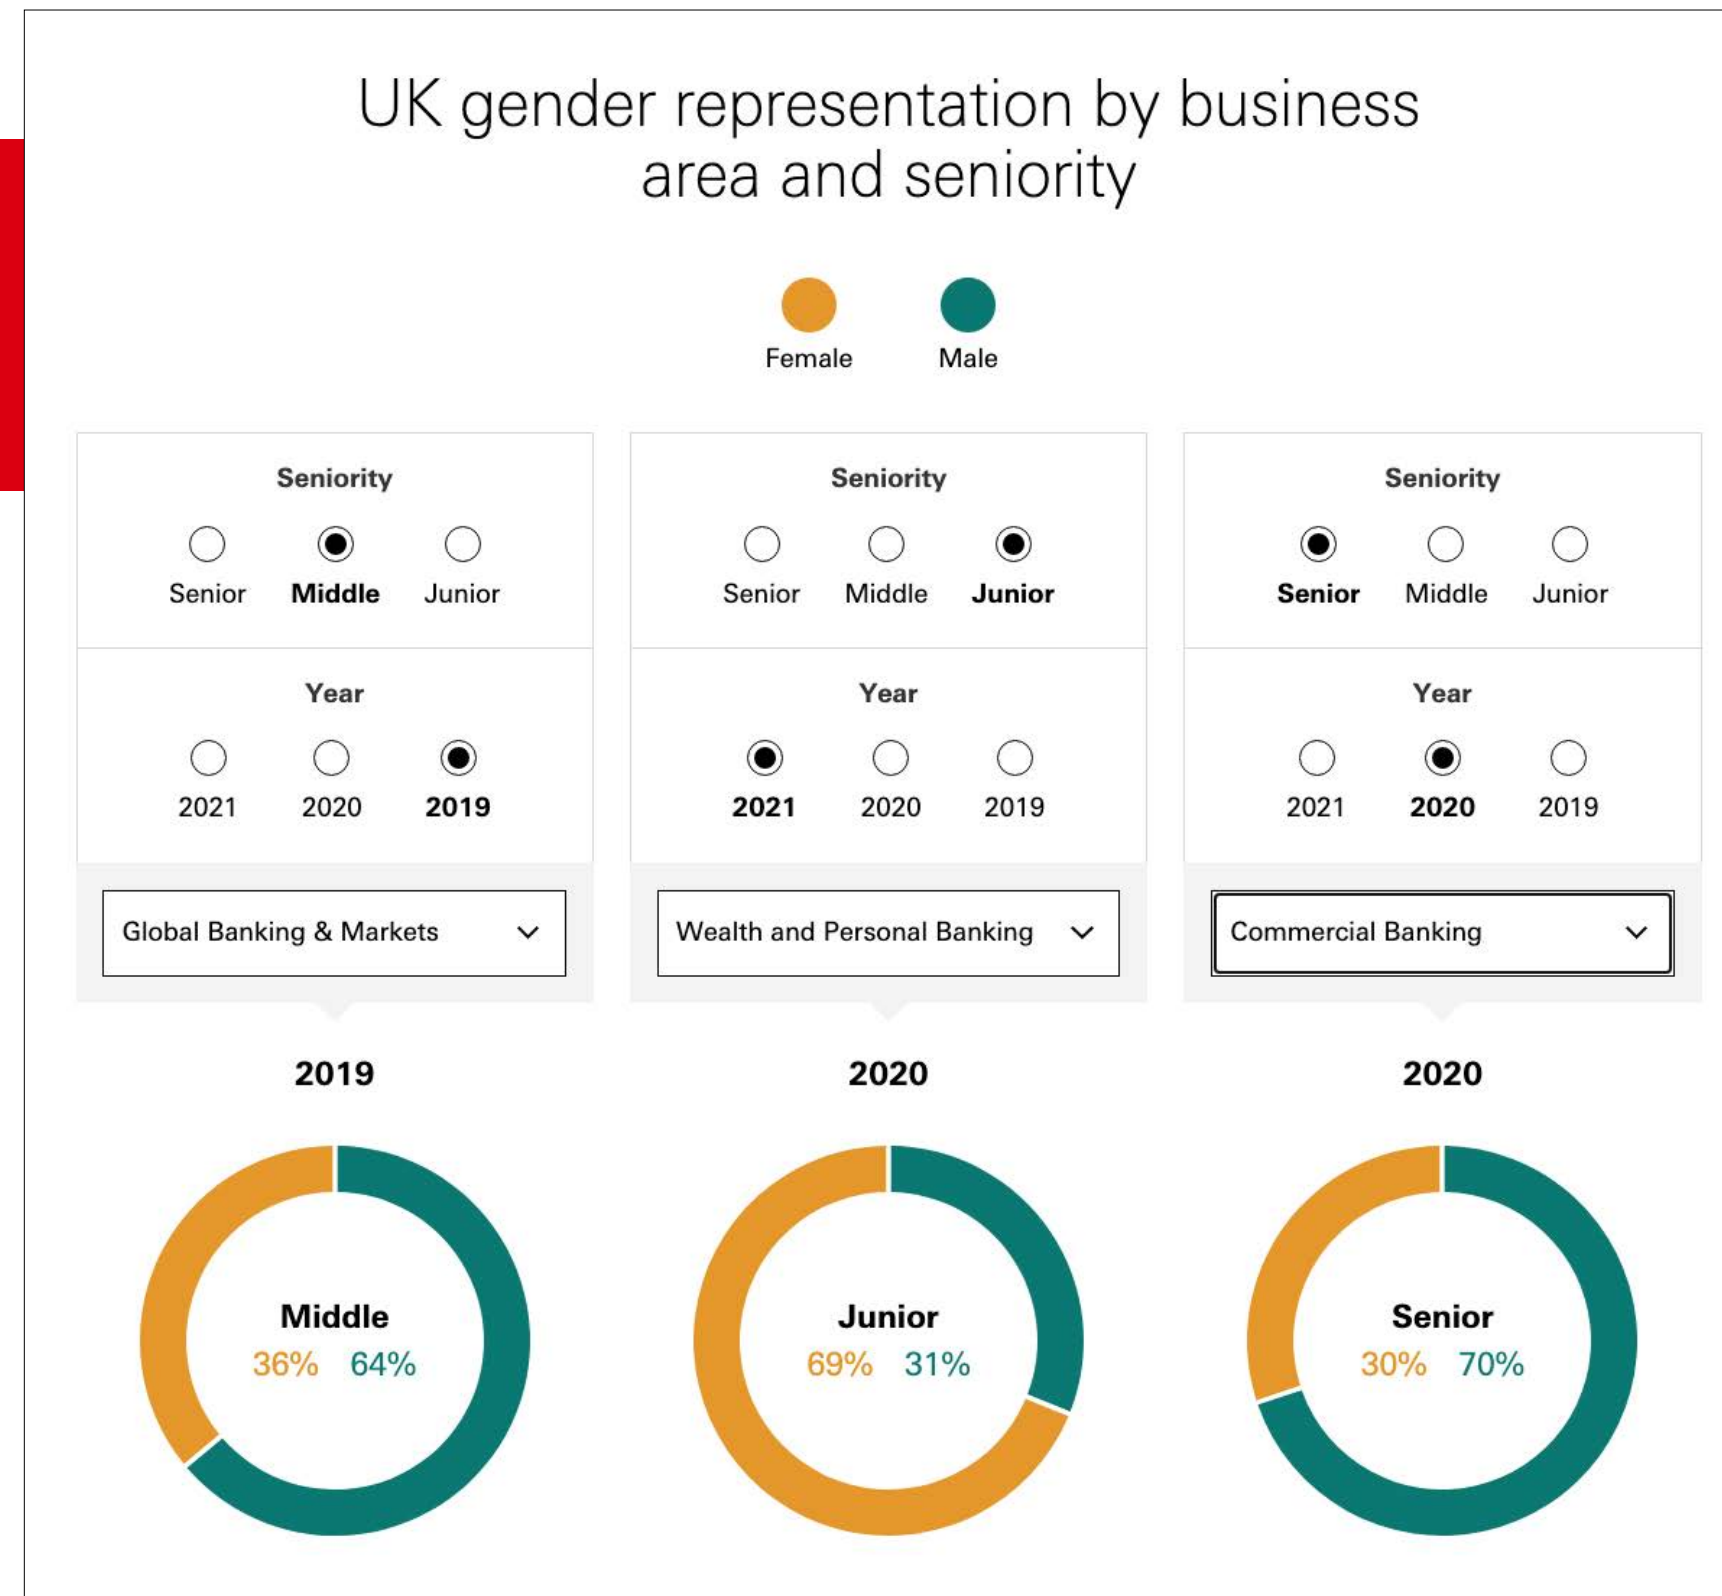 UK gender representation by business
area and seniority
Female Male
Seniority
Senior Middle Junior
Year
2021 2020 2019
Global Banking & Markets
2019
Middle
36% 64%
Seniority
Senior Middle Junior
Year
2021 2020 2019
Wealth and Personal Banking
2020
Junior
69% 31%
Seniority
Senior Middle Junior
Year
2021 2020 2019
Commercial Banking
2020
Senior
30% 70%